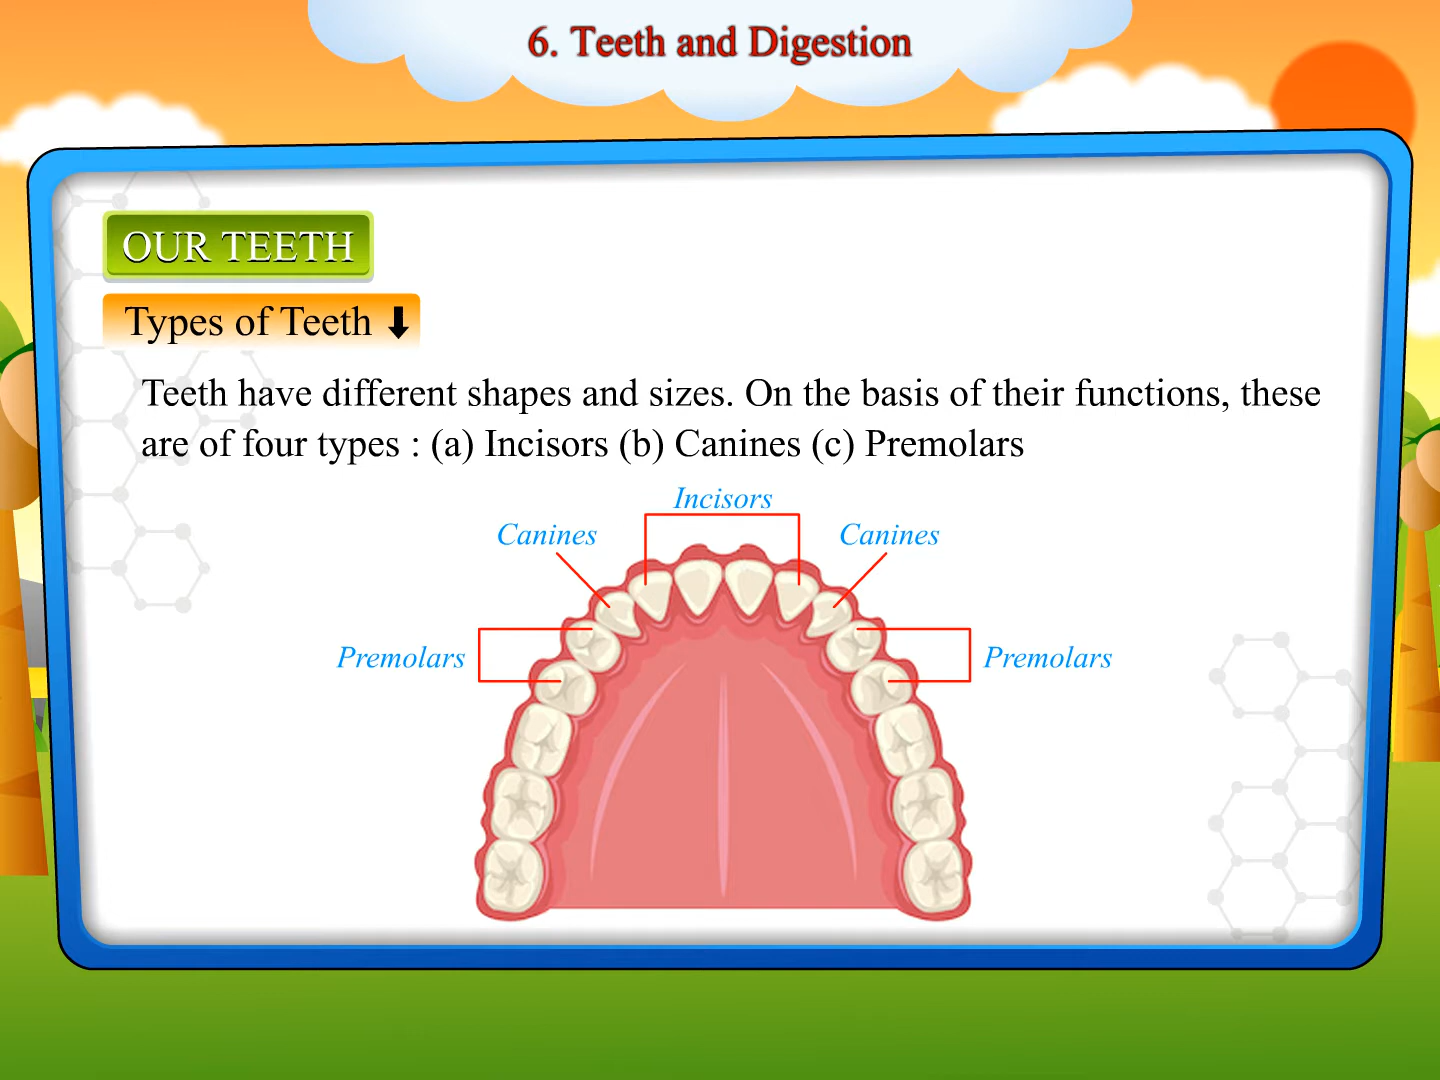 6. Teeth and Digestion
OUR TEETH
Types of Teeth
Teeth have different shapes and sizes. On the basis of their functions, these
are of four types : (a) Incisors (b) Canines (c) Premolars
Incisors
Canines
Canines
Premolars
Premolars